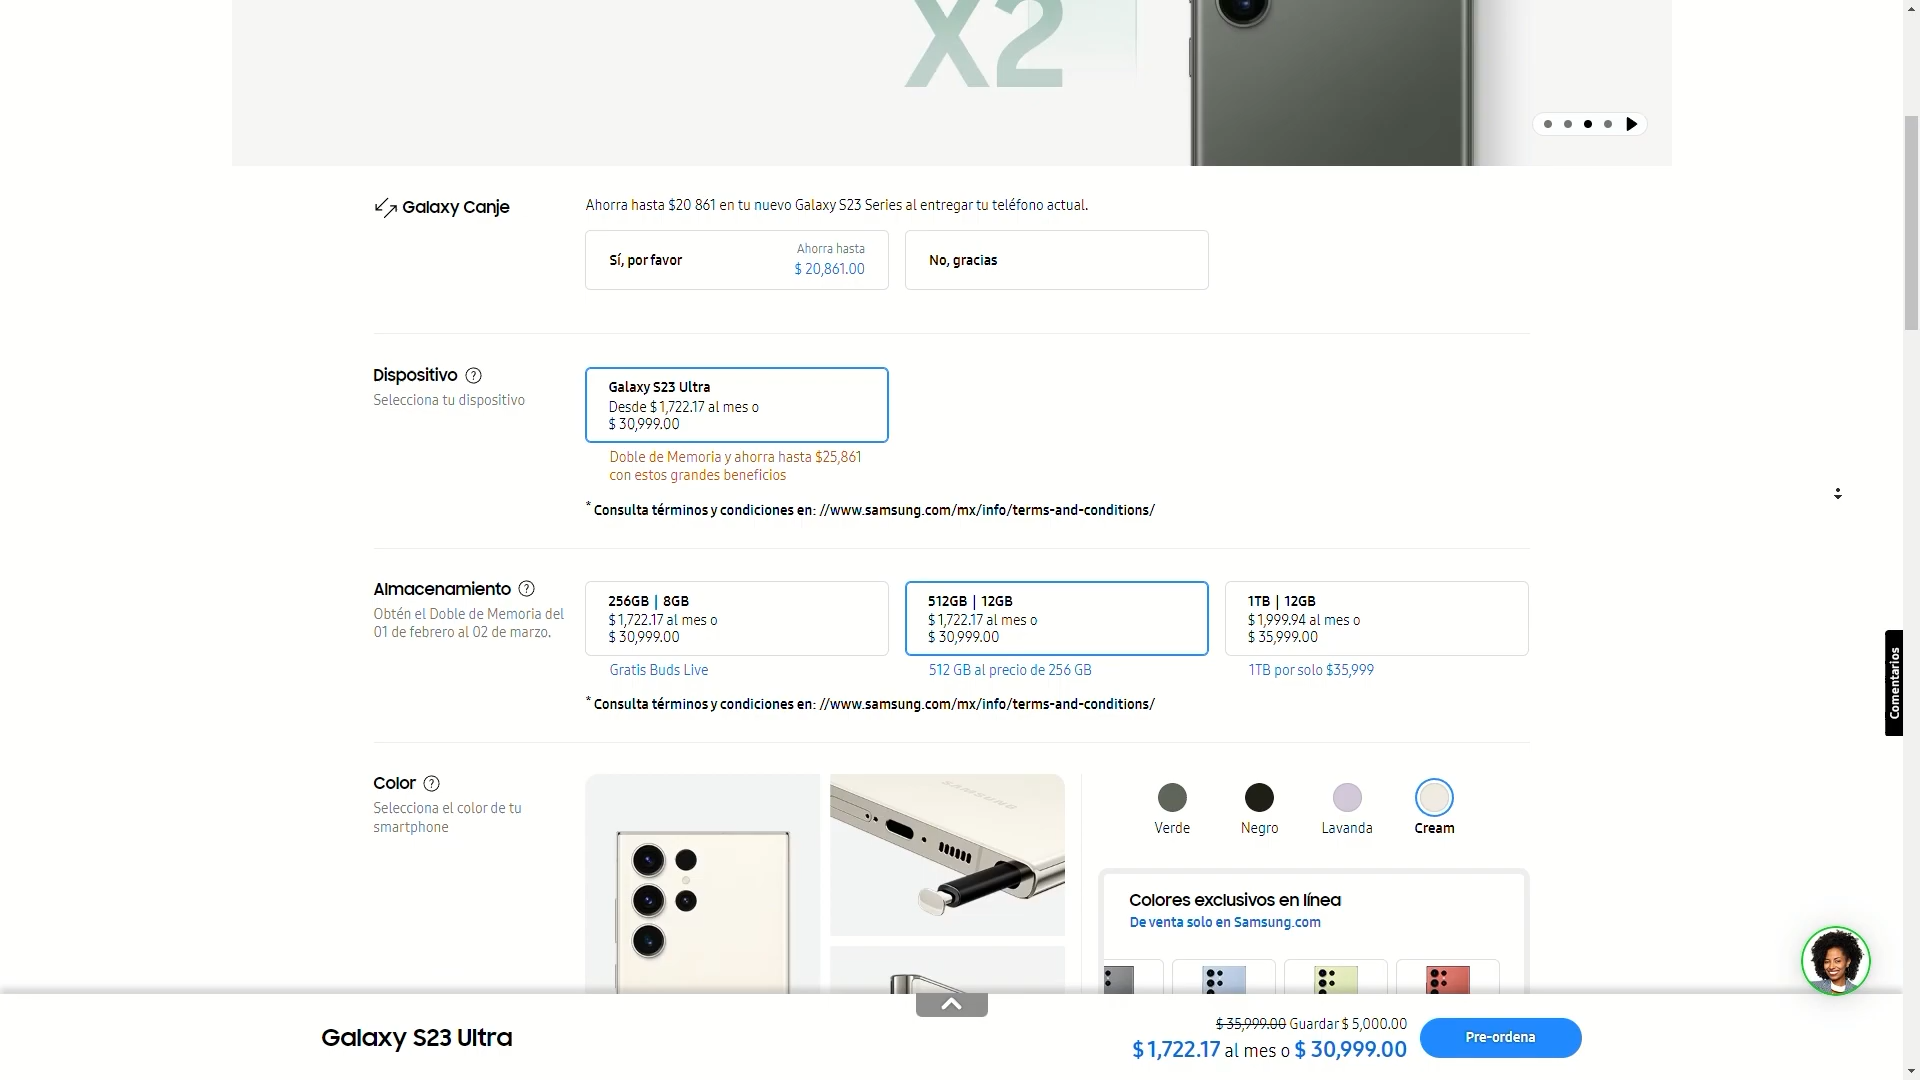 X2
Galaxy Canje
Ahorra hasta $20 861 en tu nuevo Galaxy S23 Series al entregar tu teléfono actual.
Sí, por favor
Ahorra hasta
$ 20,861.00
No, gracias
Dispositivo ?
Selecciona tu dispositivo
Galaxy S23 Ultra
Desde $ 1,722.17 al mes o
$ 30,999.00
Doble de Memoria y ahorra hasta $25,861
con estos grandes beneficios
* Consulta términos y condiciones en: //www.samsung.com/mx/info/terms-and-conditions/
Almacenamiento ?
Obtén el Doble de Memoria del
01 de febrero al 02 de marzo.
256GB | 8GB
$ 1,722.17 al mes o
$ 30,999.00
Gratis Buds Live
512GB | 12GB
$ 1,722.17 al mes o
$ 30,999.00
512 GB al precio de 256 GB
1TB | 12GB
$ 1,999.94 al mes o
$ 35,999.00
1TB por solo $35,999
* Consulta términos y condiciones en: //www.samsung.com/mx/info/terms-and-conditions/
Comentarios
Color ?
Selecciona el color de tu
smartphone
SAMSUNG
Verde
Negro
Lavanda
Cream
Colores exclusivos en línea
De venta solo en Samsung.com
Galaxy S23 Ultra
$ 35,999.00 Guardar $ 5,000.00
$ 1,722.17 al mes o $ 30,999.00
Pre-ordena